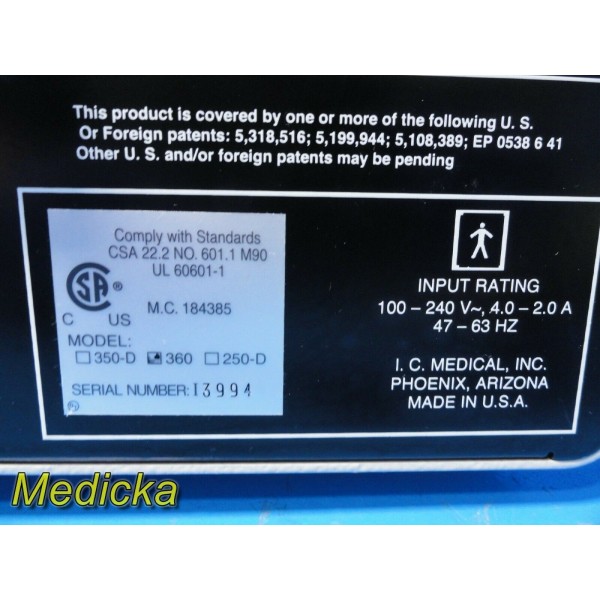 This product is covered by one or more of the following U. S.
Or Foreign patents: 5,318,516; 5,199,944; 5,108,389; EP 0538 6 41
Other U. S. and/or foreign patents may be pending
Comply with Standards
CSA 22.2 NO. 601.1 M90
UL 60601-1
CSA ®
C US
M.C. 184385
MODEL:
350-D 360 250-D
SERIAL NUMBER: I3994
INPUT RATING
100 – 240 V~, 4.0 – 2.0 A
47 – 63 HZ
I. C. MEDICAL, INC.
PHOENIX, ARIZONA
MADE IN U.S.A.
Medicka